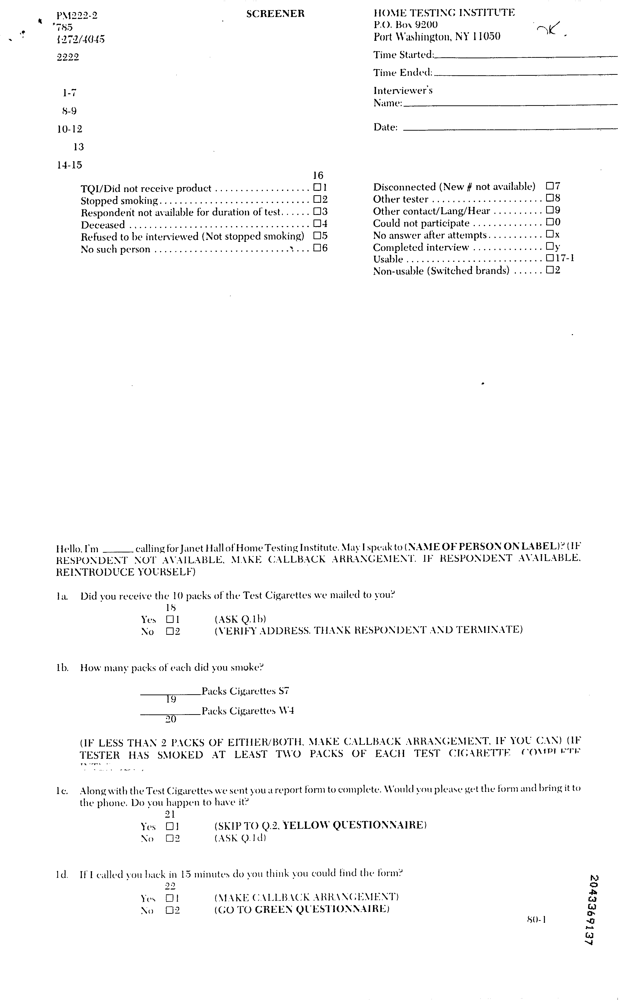 PM222-2
SCREENER
HOME TESTING INSTITUTE
785
P.O. Box 9200
1272/4045
Port Washington, NY 11050
2222
Time Started:
Time Ended:
1-7
Interviewer's
8-9
Name:
10-12
Date:
13
14-15
16
TQI/Did not receive product .................. □1
Stopped smoking............................. □2
Respondent not available for duration of test...... □3
Deceased .................................. □4
Refused to be interviewed (Not stopped smoking) □5
No such person ............................. □6
Disconnected (New # not available) □7
Other tester ..................... □8
Other contact/Lang/Hear ......... □9
Could not participate ............. □0
No answer after attempts.......... □x
Completed interview ............. □y
Usable ......................... □17-1
Non-usable (Switched brands) ...... □2
Hello, I'm ______ calling for Janet Hall of Home Testing Institute. May I speak to (NAME OF PERSON ON LABEL)? (IF
RESPONDENT NOT AVAILABLE, MAKE CALLBACK ARRANGEMENT. IF RESPONDENT AVAILABLE,
REINTRODUCE YOURSELF)
1a. Did you receive the 10 packs of the Test Cigarettes we mailed to you?
18
Yes □1 (ASK Q.1b)
No □2 (VERIFY ADDRESS, THANK RESPONDENT AND TERMINATE)
1b. How many packs of each did you smoke?
________ Packs Cigarettes S7
19
________ Packs Cigarettes W4
20
(IF LESS THAN 2 PACKS OF EITHER/BOTH, MAKE CALLBACK ARRANGEMENT, IF YOU CAN) (IF
TESTER HAS SMOKED AT LEAST TWO PACKS OF EACH TEST CIGARETTE COMPLETE
1c. Along with the Test Cigarettes we sent you a report form to complete. Would you please get the form and bring it to
the phone. Do you happen to have it?
21
Yes □1 (SKIP TO Q.2, YELLOW QUESTIONNAIRE)
No □2 (ASK Q.1d)
1d. If I called you back in 15 minutes do you think you could find the form?
22
Yes □1 (MAKE CALLBACK ARRANGEMENT)
No □2 (GO TO GREEN QUESTIONNAIRE)
80-1
2043369137